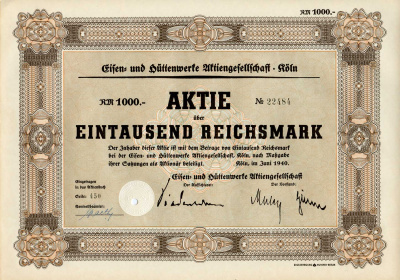 RM 1000.-
Eisen- und Hüttenwerke Aktiengesellschaft · Köln
RM 1000.- AKTIE № 22484
über
EINTAUSEND REICHSMARK
Der Inhaber dieser Aktie ist mit dem Betrage von Eintausend Reichsmark
bei der Eisen- und Hüttenwerke Aktiengesellschaft, Köln, nach Maßgabe
ihrer Satzungen als Aktionär beteiligt. Köln, im Juni 1940.
Eisen- und Hüttenwerke Aktiengesellschaft
Eingetragen
in das Aktienbuch
Seite 450
Kontrollbeamter:
Der Aufsichtsrat: Der Vorstand: